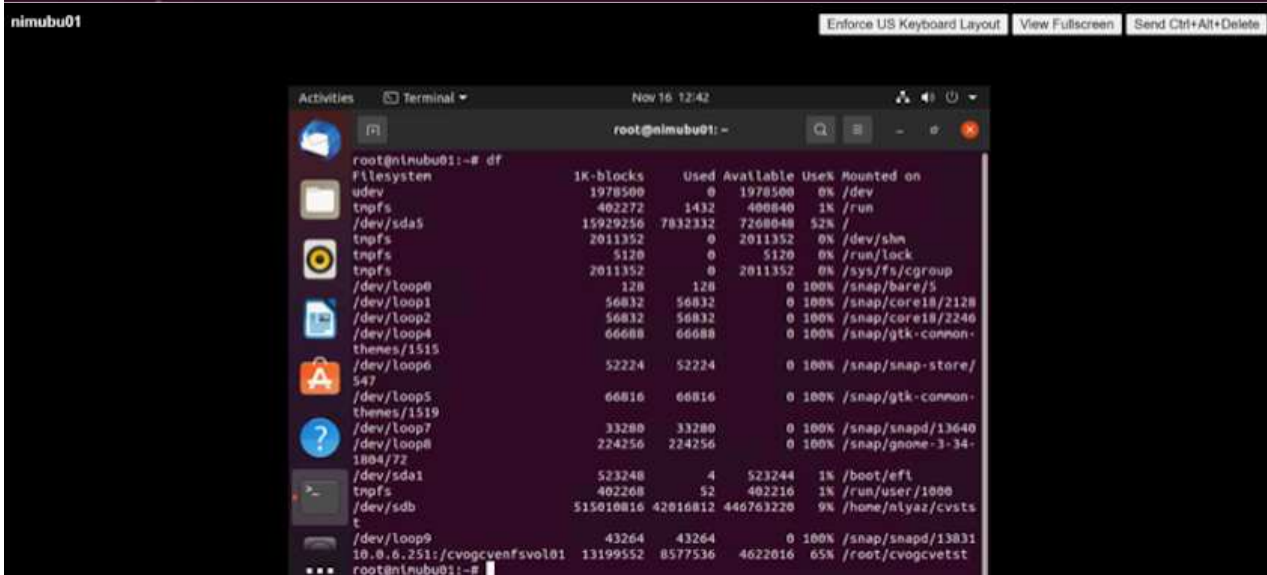 nimubu01 Enforce US Keyboard Layout View Fullscreen Send Ctrl+Alt+Delete
Activities Terminal Nov 16 12:42
root@nimubu01: ~
root@nimubu01:~# df
Filesystem 1K-blocks Used Available Use% Mounted on
udev 1978500 0 1978500 0% /dev
tmpfs 402272 1432 400840 1% /run
/dev/sda5 15929256 7832332 7268048 52% /
tmpfs 2011352 0 2011352 0% /dev/shm
tmpfs 5120 0 5120 0% /run/lock
tmpfs 2011352 0 2011352 0% /sys/fs/cgroup
/dev/loop0 128 128 0 100% /snap/bare/5
/dev/loop1 56832 56832 0 100% /snap/core18/2128
/dev/loop2 56832 56832 0 100% /snap/core18/2246
/dev/loop4 66688 66688 0 100% /snap/gtk-common-
themes/1515
/dev/loop6 52224 52224 0 100% /snap/snap-store/
547
/dev/loop5 66816 66816 0 100% /snap/gtk-common-
themes/1519
/dev/loop7 33280 33280 0 100% /snap/snapd/13640
/dev/loop8 224256 224256 0 100% /snap/gnome-3-34-
1804/72
/dev/sda1 523248 4 523244 1% /boot/efi
tmpfs 402268 52 402216 1% /run/user/1000
/dev/sdb 515010816 42016812 446763220 9% /home/niyaz/cvsts
t
/dev/loop9 43264 43264 0 100% /snap/snapd/13831
10.0.6.251:/cvogcvenfsvol01 13199552 8577536 4622016 65% /root/cvogcvetst
root@nimubu01:~#